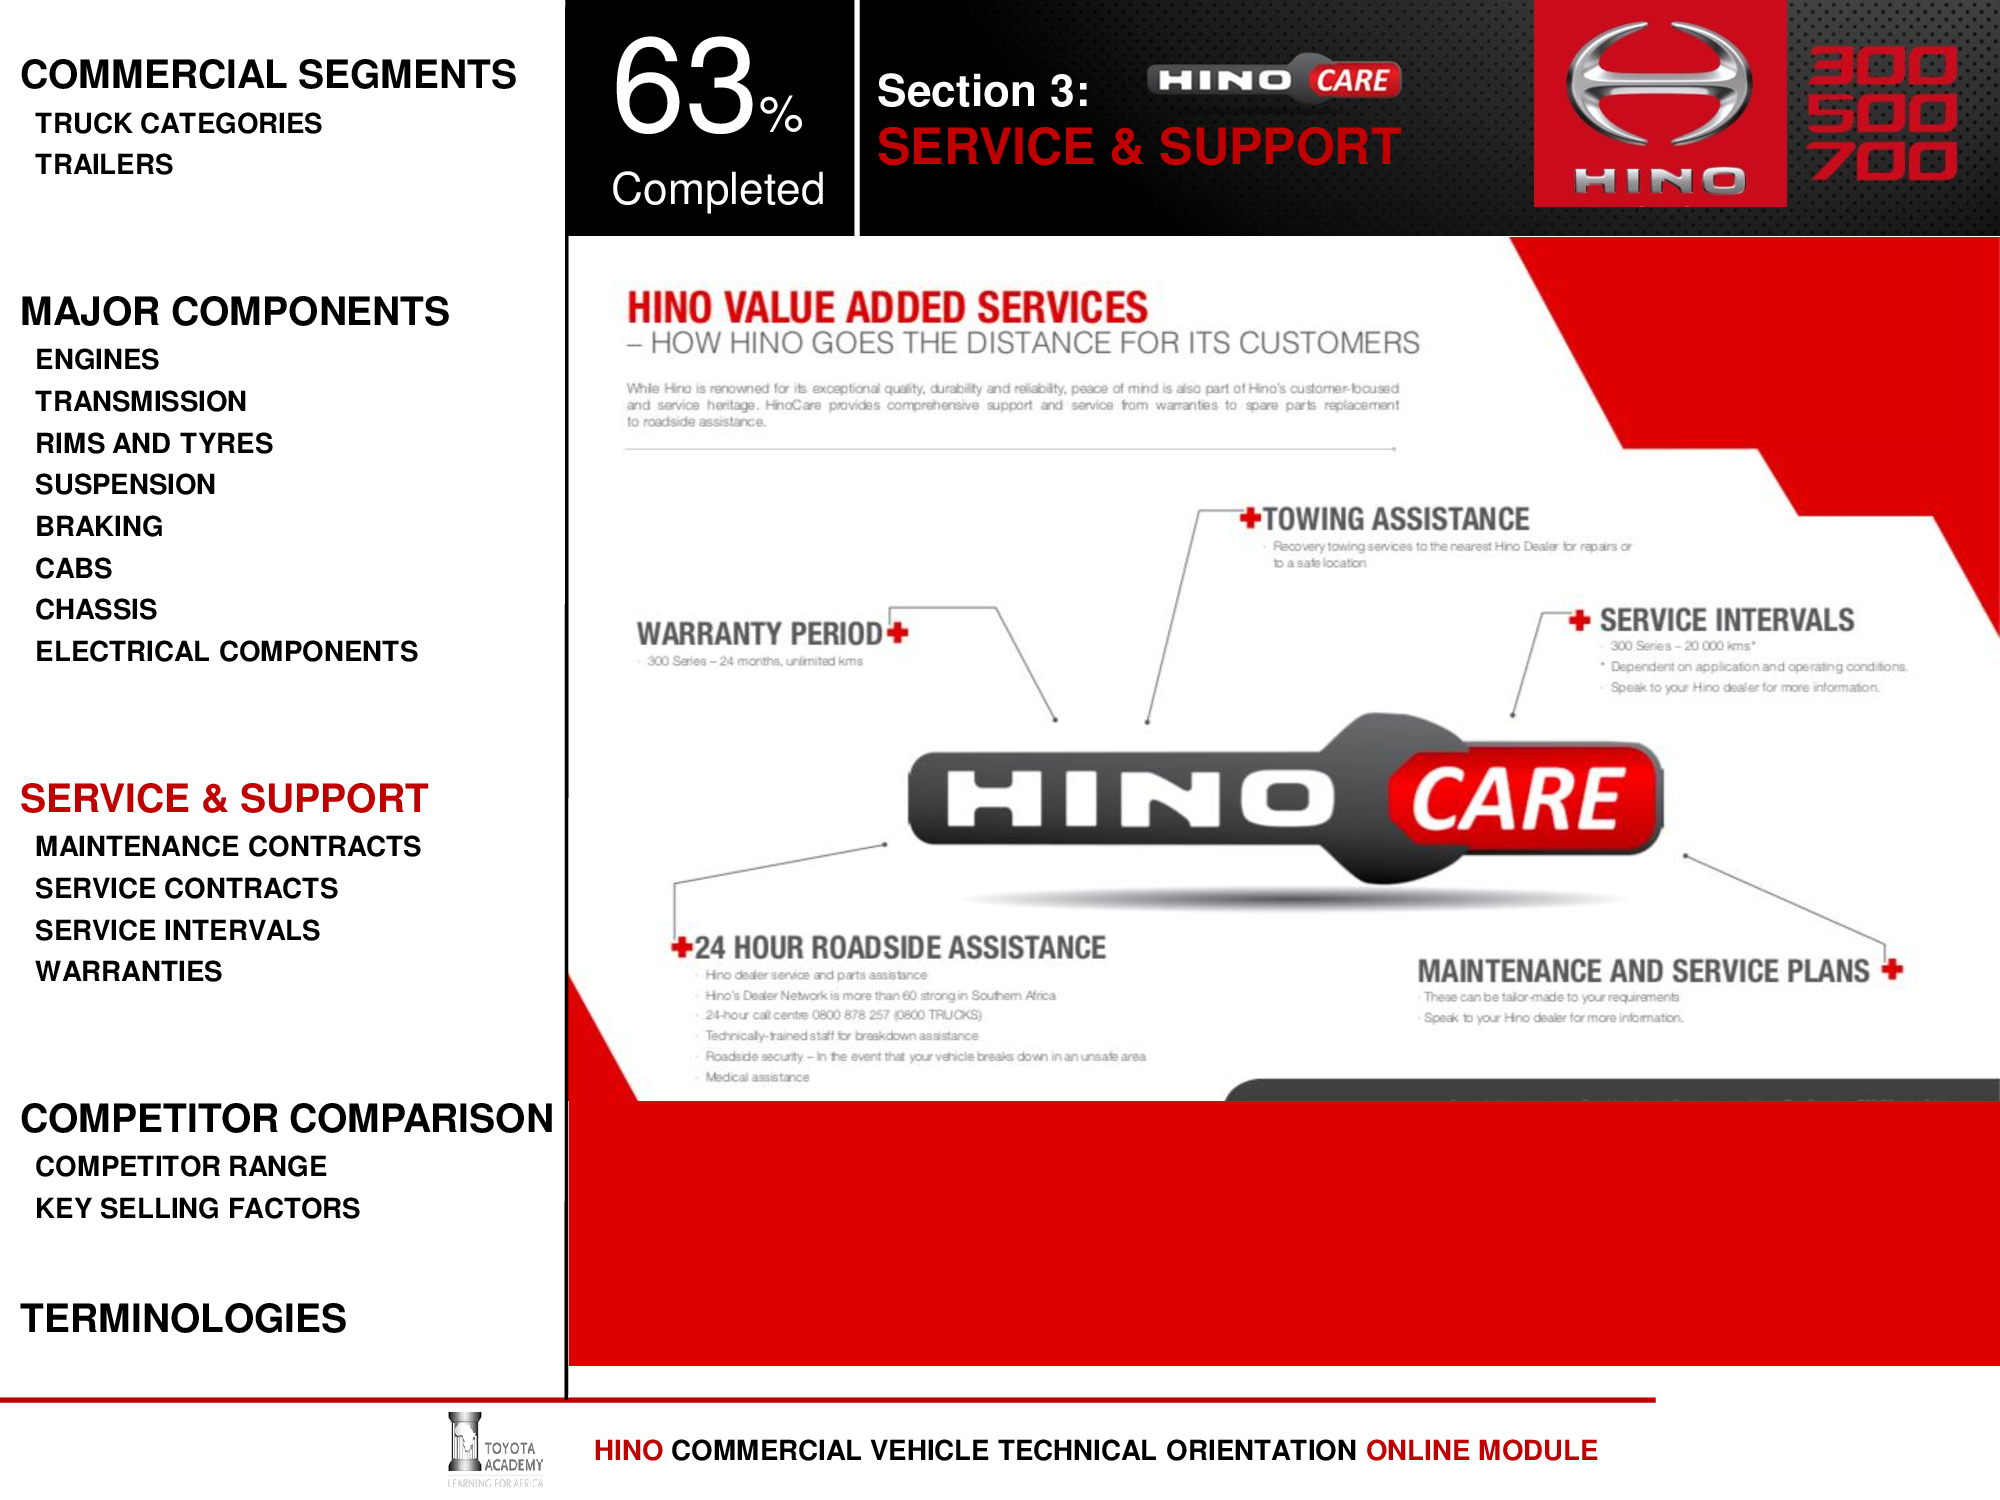 COMMERCIAL SEGMENTS
TRUCK CATEGORIES
TRAILERS
MAJOR COMPONENTS
ENGINES
TRANSMISSION
RIMS AND TYRES
SUSPENSION
BRAKING
CABS
CHASSIS
ELECTRICAL COMPONENTS
SERVICE & SUPPORT
MAINTENANCE CONTRACTS
SERVICE CONTRACTS
SERVICE INTERVALS
WARRANTIES
COMPETITOR COMPARISON
COMPETITOR RANGE
KEY SELLING FACTORS
TERMINOLOGIES
63%
Completed
Section 3:
HINO CARE
SERVICE & SUPPORT
HINO
300
500
700
HINO VALUE ADDED SERVICES
– HOW HINO GOES THE DISTANCE FOR ITS CUSTOMERS
While Hino is renowned for its exceptional quality, durability and reliability, peace of mind is also part of Hino's customer-focused
and service heritage. HinoCare provides comprehensive support and service from warranties to spare parts replacement
to roadside assistance.
TOWING ASSISTANCE
· Recovery towing services to the nearest Hino Dealer for repairs or
to a safe location
WARRANTY PERIOD
· 300 Series – 24 months, unlimited kms
SERVICE INTERVALS
· 300 Series – 20 000 kms*
* Dependent on application and operating conditions.
· Speak to your Hino dealer for more information.
HINO CARE
24 HOUR ROADSIDE ASSISTANCE
· Hino dealer service and parts assistance
· Hino's Dealer Network is more than 60 strong in Southern Africa
· 24-hour call centre 0800 878 257 (0800 TRUCKS)
· Technically-trained staff for breakdown assistance
· Roadside security – In the event that your vehicle breaks down in an unsafe area
· Medical assistance
MAINTENANCE AND SERVICE PLANS
· These can be tailor-made to your requirements
· Speak to your Hino dealer for more information.
TOYOTA
ACADEMY
LEARNING FOR AFRICA
HINO COMMERCIAL VEHICLE TECHNICAL ORIENTATION ONLINE MODULE